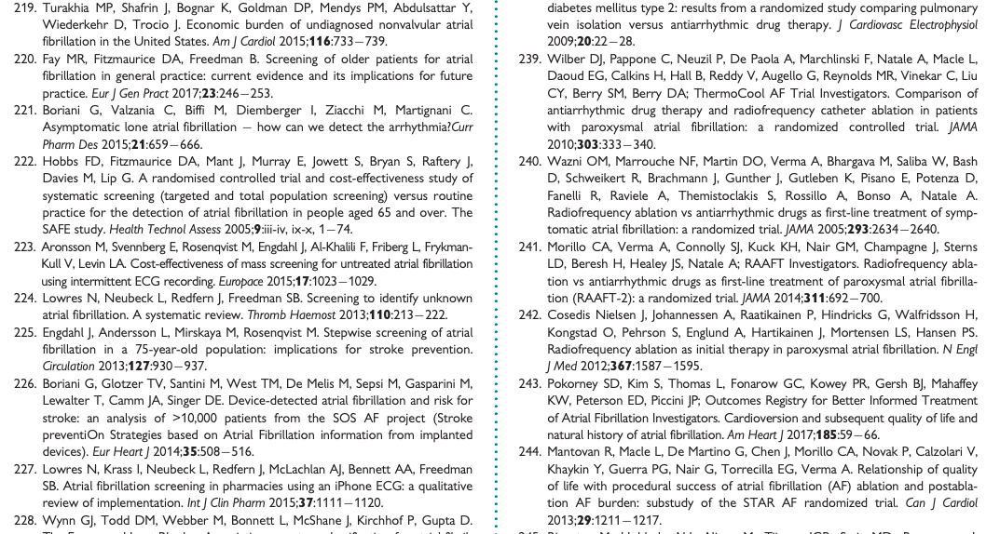 219. Turakhia MP, Shafrin J, Bognar K, Goldman DP, Mendys PM, Abdulsattar Y,
Wiederkehr D, Trocio J. Economic burden of undiagnosed nonvalvular atrial
fibrillation in the United States. Am J Cardiol 2015;116:733–739.
220. Fay MR, Fitzmaurice DA, Freedman B. Screening of older patients for atrial
fibrillation in general practice: current evidence and its implications for future
practice. Eur J Gen Pract 2017;23:246–253.
221. Boriani G, Valzania C, Biffi M, Diemberger I, Ziacchi M, Martignani C.
Asymptomatic lone atrial fibrillation – how can we detect the arrhythmia?Curr
Pharm Des 2015;21:659–666.
222. Hobbs FD, Fitzmaurice DA, Mant J, Murray E, Jowett S, Bryan S, Raftery J,
Davies M, Lip G. A randomised controlled trial and cost-effectiveness study of
systematic screening (targeted and total population screening) versus routine
practice for the detection of atrial fibrillation in people aged 65 and over. The
SAFE study. Health Technol Assess 2005;9:iii-iv, ix-x, 1–74.
223. Aronsson M, Svennberg E, Rosenqvist M, Engdahl J, Al-Khalili F, Friberg L, Frykman-
Kull V, Levin LA. Cost-effectiveness of mass screening for untreated atrial fibrillation
using intermittent ECG recording. Europace 2015;17:1023–1029.
224. Lowres N, Neubeck L, Redfern J, Freedman SB. Screening to identify unknown
atrial fibrillation. A systematic review. Thromb Haemost 2013;110:213–222.
225. Engdahl J, Andersson L, Mirskaya M, Rosenqvist M. Stepwise screening of atrial
fibrillation in a 75-year-old population: implications for stroke prevention.
Circulation 2013;127:930–937.
226. Boriani G, Glotzer TV, Santini M, West TM, De Melis M, Sepsi M, Gasparini M,
Lewalter T, Camm JA, Singer DE. Device-detected atrial fibrillation and risk for
stroke: an analysis of >10,000 patients from the SOS AF project (Stroke
preventiOn Strategies based on Atrial Fibrillation information from implanted
devices). Eur Heart J 2014;35:508–516.
227. Lowres N, Krass I, Neubeck L, Redfern J, McLachlan AJ, Bennett AA, Freedman
SB. Atrial fibrillation screening in pharmacies using an iPhone ECG: a qualitative
review of implementation. Int J Clin Pharm 2015;37:1111–1120.
228. Wynn GJ, Todd DM, Webber M, Bonnett L, McShane J, Kirchhof P, Gupta D.
diabetes mellitus type 2: results from a randomized study comparing pulmonary
vein isolation versus antiarrhythmic drug therapy. J Cardiovasc Electrophysiol
2009;20:22–28.
239. Wilber DJ, Pappone C, Neuzil P, De Paola A, Marchlinski F, Natale A, Macle L,
Daoud EG, Calkins H, Hall B, Reddy V, Augello G, Reynolds MR, Vinekar C, Liu
CY, Berry SM, Berry DA; ThermoCool AF Trial Investigators. Comparison of
antiarrhythmic drug therapy and radiofrequency catheter ablation in patients
with paroxysmal atrial fibrillation: a randomized controlled trial. JAMA
2010;303:333–340.
240. Wazni OM, Marrouche NF, Martin DO, Verma A, Bhargava M, Saliba W, Bash
D, Schweikert R, Brachmann J, Gunther J, Gutleben K, Pisano E, Potenza D,
Fanelli R, Raviele A, Themistoclakis S, Rossillo A, Bonso A, Natale A.
Radiofrequency ablation vs antiarrhythmic drugs as first-line treatment of symp-
tomatic atrial fibrillation: a randomized trial. JAMA 2005;293:2634–2640.
241. Morillo CA, Verma A, Connolly SJ, Kuck KH, Nair GM, Champagne J, Sterns
LD, Beresh H, Healey JS, Natale A; RAAFT Investigators. Radiofrequency abla-
tion vs antiarrhythmic drugs as first-line treatment of paroxysmal atrial fibrilla-
tion (RAAFT-2): a randomized trial. JAMA 2014;311:692–700.
242. Cosedis Nielsen J, Johannessen A, Raatikainen P, Hindricks G, Walfridsson H,
Kongstad O, Pehrson S, Englund A, Hartikainen J, Mortensen LS, Hansen PS.
Radiofrequency ablation as initial therapy in paroxysmal atrial fibrillation. N Engl
J Med 2012;367:1587–1595.
243. Pokorney SD, Kim S, Thomas L, Fonarow GC, Kowey PR, Gersh BJ, Mahaffey
KW, Peterson ED, Piccini JP; Outcomes Registry for Better Informed Treatment
of Atrial Fibrillation Investigators. Cardioversion and subsequent quality of life and
natural history of atrial fibrillation. Am Heart J 2017;185:59–66.
244. Mantovan R, Macle L, De Martino G, Chen J, Morillo CA, Novak P, Calzolari V,
Khaykin Y, Guerra PG, Nair G, Torrecilla EG, Verma A. Relationship of quality
of life with procedural success of atrial fibrillation (AF) ablation and postabla-
tion AF burden: substudy of the STAR AF randomized trial. Can J Cardiol
2013;29:1211–1217.